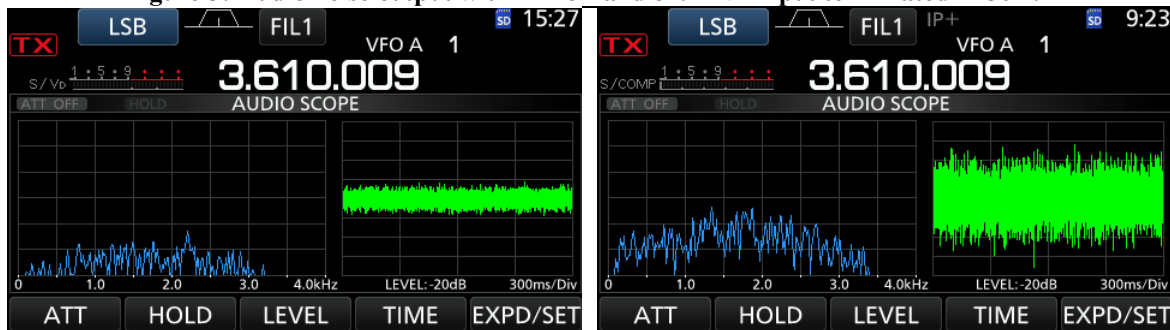 LSB FIL1 SD 15:27
TX VFO A 1
S/VD 1 : 5 : 9 3.610.009
ATT OFF HOLD AUDIO SCOPE
0 1.0 2.0 3.0 4.0kHz LEVEL:-20dB 300ms/Div
ATT HOLD LEVEL TIME EXPD/SET
LSB FIL1 IP+ SD 9:23
TX VFO A 1
S/COMP 1 : 5 : 9 3.610.009
ATT OFF HOLD AUDIO SCOPE
0 1.0 2.0 3.0 4.0kHz LEVEL:-20dB 300ms/Div
ATT HOLD LEVEL TIME EXPD/SET